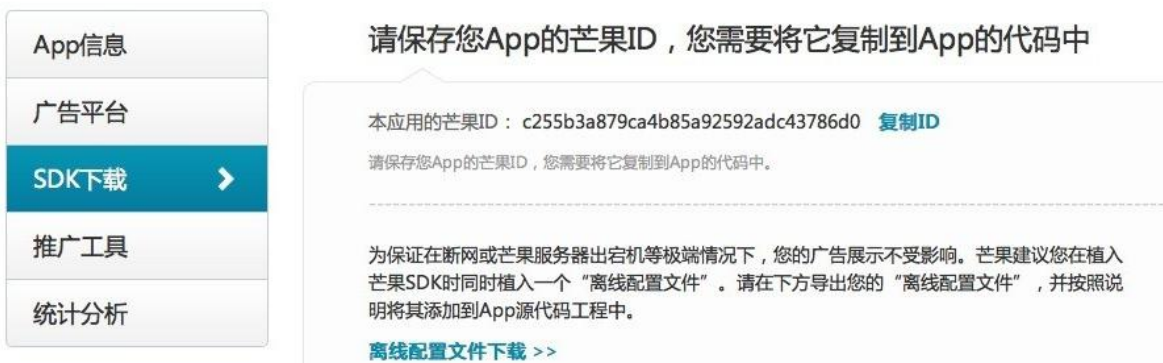 App信息
广告平台
SDK下载
推广工具
统计分析
请保存您App的芒果ID，您需要将它复制到App的代码中
本应用的芒果ID： c255b3a879ca4b85a92592adc43786d0 复制ID
请保存您App的芒果ID，您需要将它复制到App的代码中。
为保证在断网或芒果服务器出宕机等极端情况下，您的广告展示不受影响。芒果建议您在植入
芒果SDK时同时植入一个“离线配置文件”。请在下方导出您的“离线配置文件”，并按照说
明将其添加到App源代码工程中。
离线配置文件下载 >>